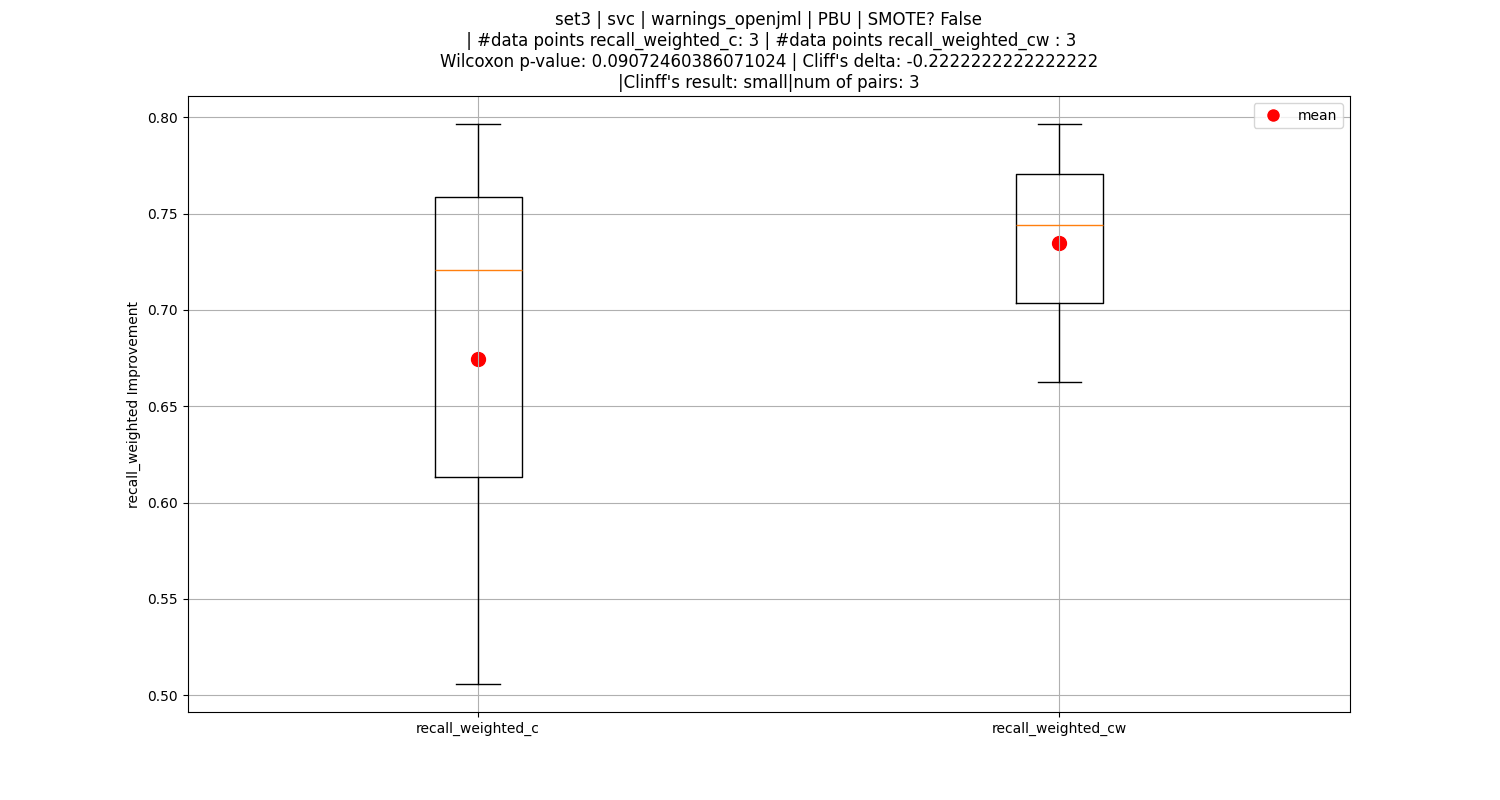 set3 | svc | warnings_openjml | PBU | SMOTE? False
| #data points recall_weighted_c: 3 | #data points recall_weighted_cw : 3
Wilcoxon p-value: 0.09072460386071024 | Cliff's delta: -0.2222222222222222
|Clinff's result: small|num of pairs: 3
mean
recall_weighted Improvement
0.80
0.75
0.70
0.65
0.60
0.55
0.50
recall_weighted_c
recall_weighted_cw